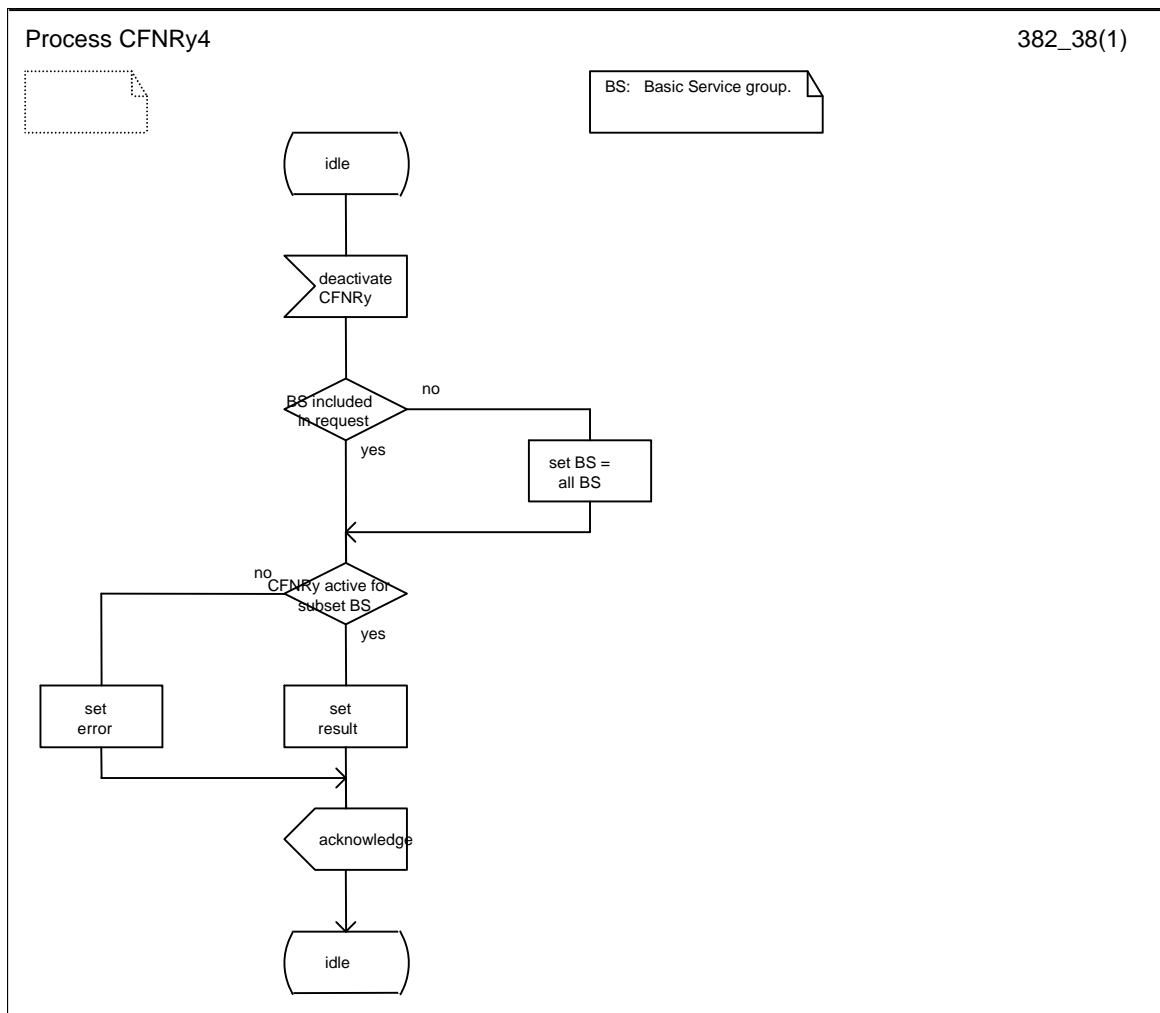 Process CFNRy4
382_38(1)
BS: Basic Service group.
idle
deactivate
CFNRy
BS included
in request
no
yes
set BS =
all BS
no
CFNRy active for
subset BS
yes
set
error
set
result
acknowledge
idle